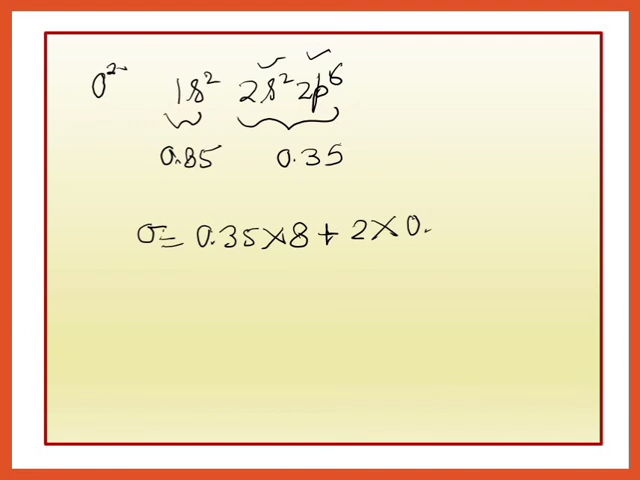 O²⁻ 1s² 2s² 2p⁶
0.85 0.35
σ= 0.35×8 + 2×0.